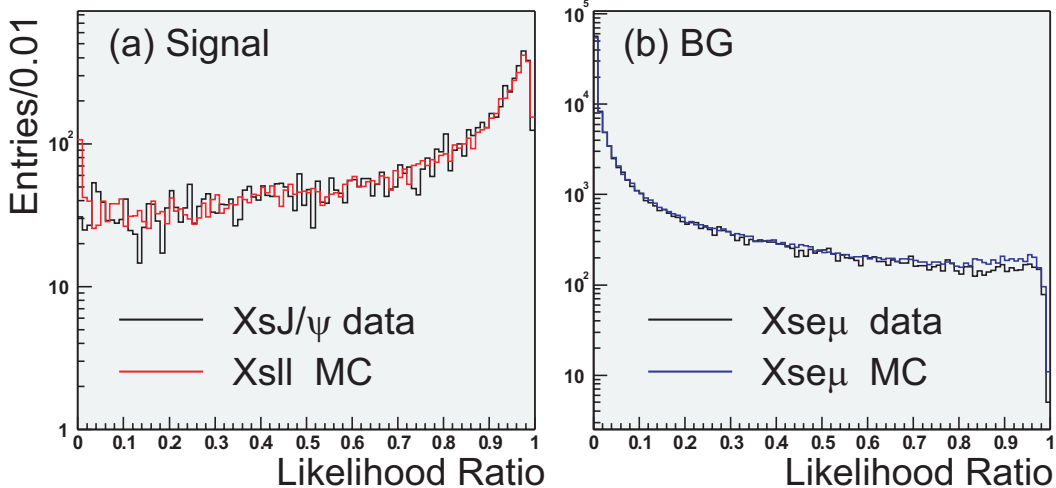 Entries/0.01
(a) Signal
10²
10
1
XsJ/ψ data
Xsll MC
0 0.1 0.2 0.3 0.4 0.5 0.6 0.7 0.8 0.9 1
Likelihood Ratio
(b) BG
10⁵
10⁴
10³
10²
10
Xseμ data
Xseμ MC
0 0.1 0.2 0.3 0.4 0.5 0.6 0.7 0.8 0.9 1
Likelihood Ratio